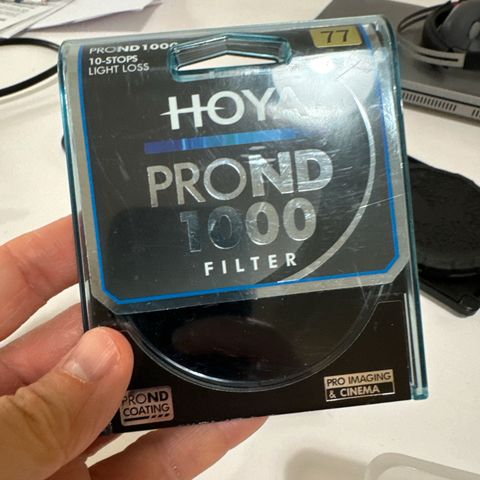 PROND1000
10-STOPS
LIGHT LOSS
77
HOYA
PROND
1000
FILTER
PROND
COATING
PRO IMAGING
& CINEMA